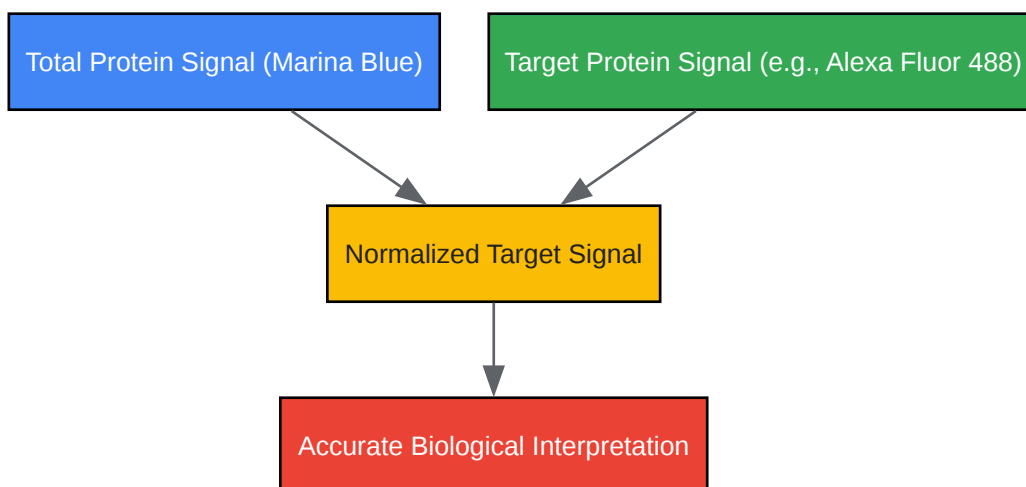 Total Protein Signal (Marina Blue)
Target Protein Signal (e.g., Alexa Fluor 488)
Normalized Target Signal
Accurate Biological Interpretation